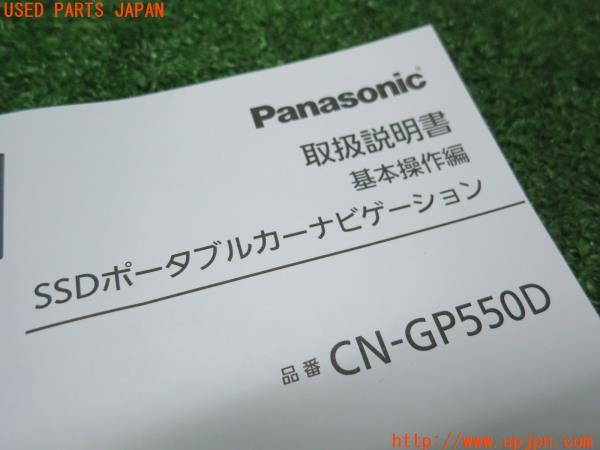 USED PARTS JAPAN
Panasonic
取扱説明書
基本操作編
SSDポータブルカーナビゲーション
品番 CN-GP550D
http://www.upjpn.com